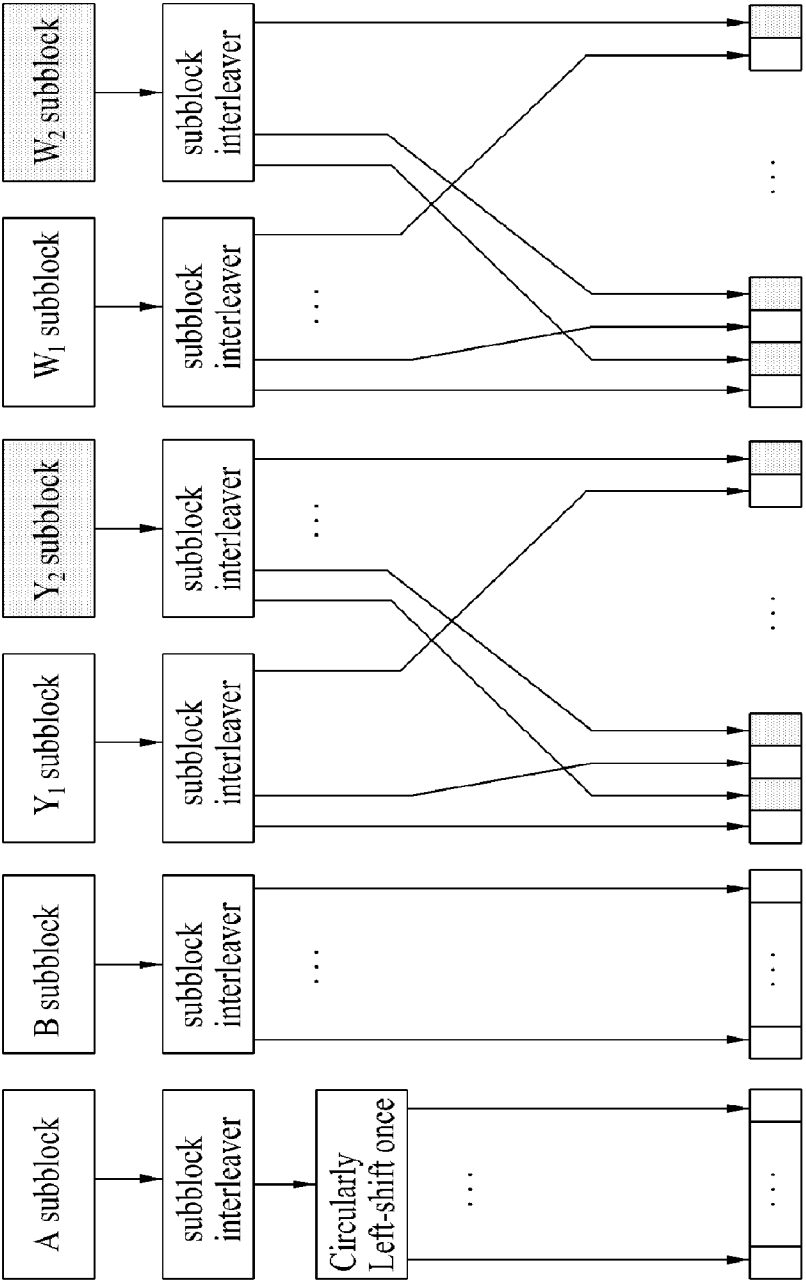 A subblock
B subblock
Y₁ subblock
Y₂ subblock
W₁ subblock
W₂ subblock
subblock
interleaver
subblock
interleaver
subblock
interleaver
subblock
interleaver
subblock
interleaver
subblock
interleaver
Circularly
Left-shift once
...
...
...
...
...
...
...
...
...